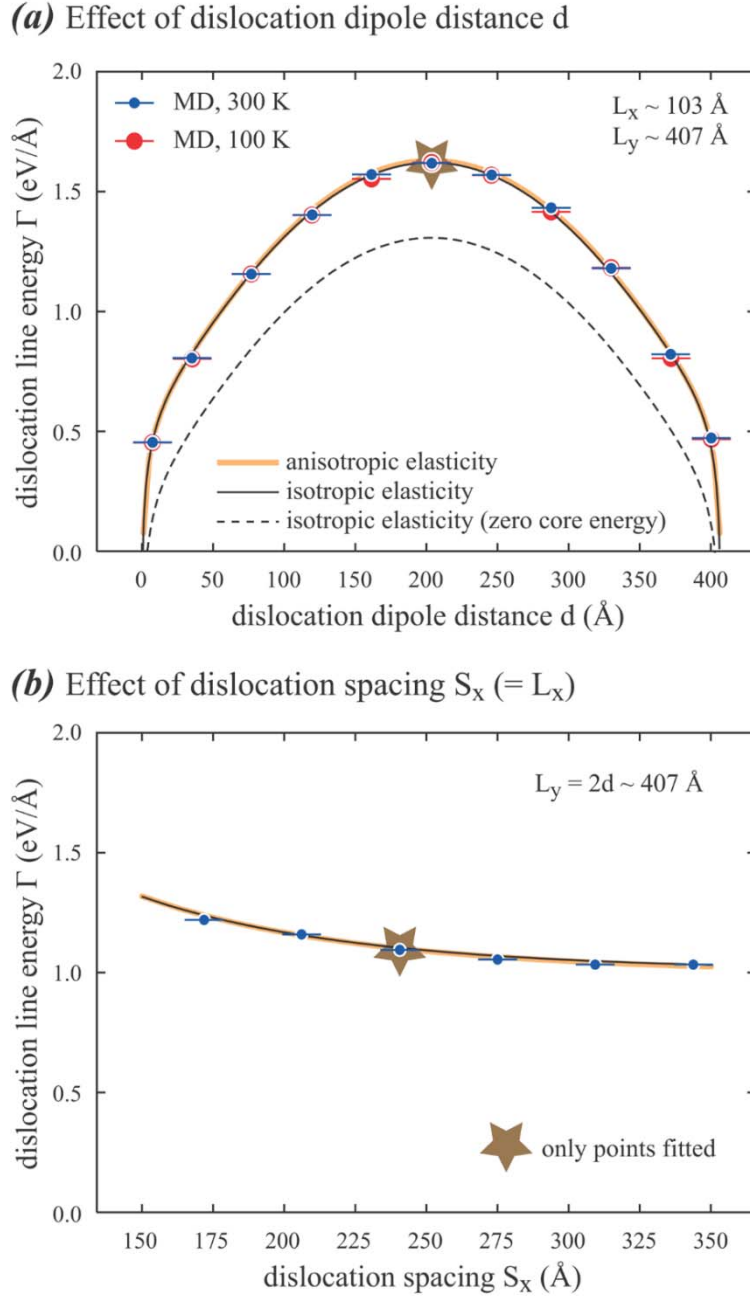 (a) Effect of dislocation dipole distance d
2.0
MD, 300 K
MD, 100 K
Lx ~ 103 Å
Ly ~ 407 Å
1.5
1.0
0.5
0.0
dislocation line energy Γ (eV/Å)
anisotropic elasticity
isotropic elasticity
isotropic elasticity (zero core energy)
0 50 100 150 200 250 300 350 400
dislocation dipole distance d (Å)
(b) Effect of dislocation spacing Sx (= Lx)
2.0
Ly = 2d ~ 407 Å
1.5
1.0
0.5
0.0
dislocation line energy Γ (eV/Å)
only points fitted
150 175 200 225 250 275 300 325 350
dislocation spacing Sx (Å)